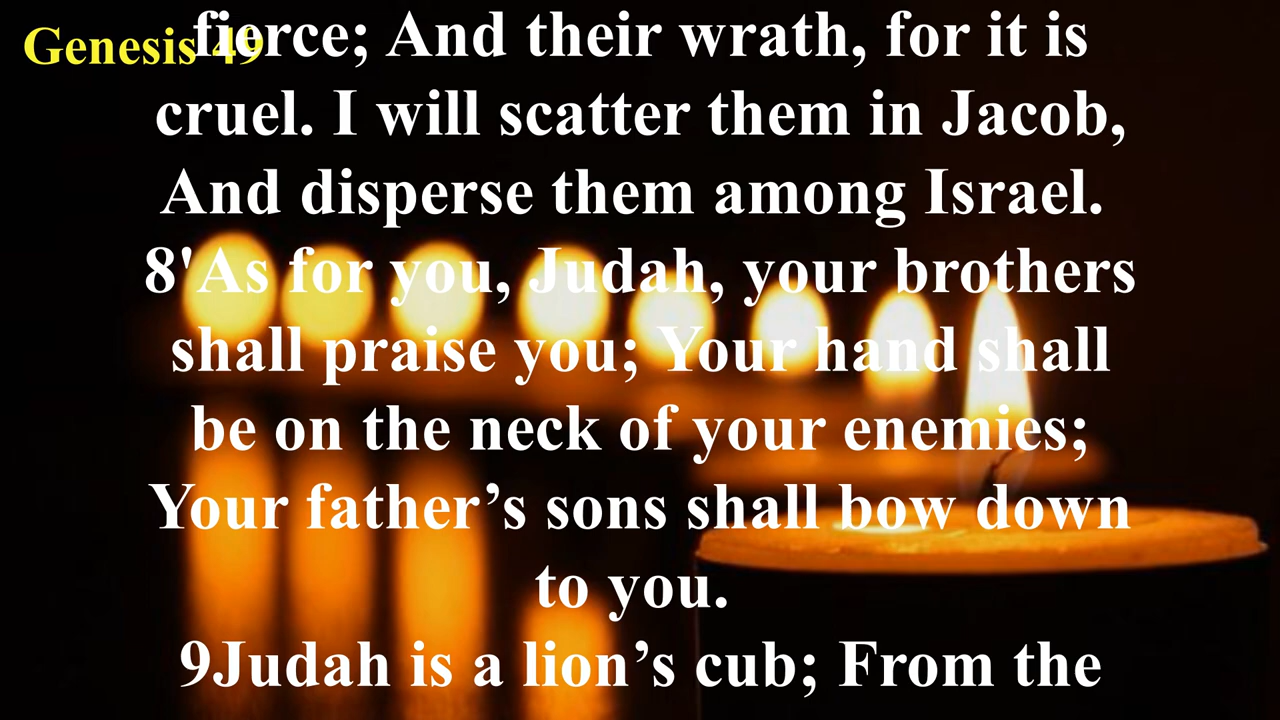 Genesis 49
fierce; And their wrath, for it is
cruel. I will scatter them in Jacob,
And disperse them among Israel.
8'As for you, Judah, your brothers
shall praise you; Your hand shall
be on the neck of your enemies;
Your father’s sons shall bow down
to you.
9Judah is a lion’s cub; From the